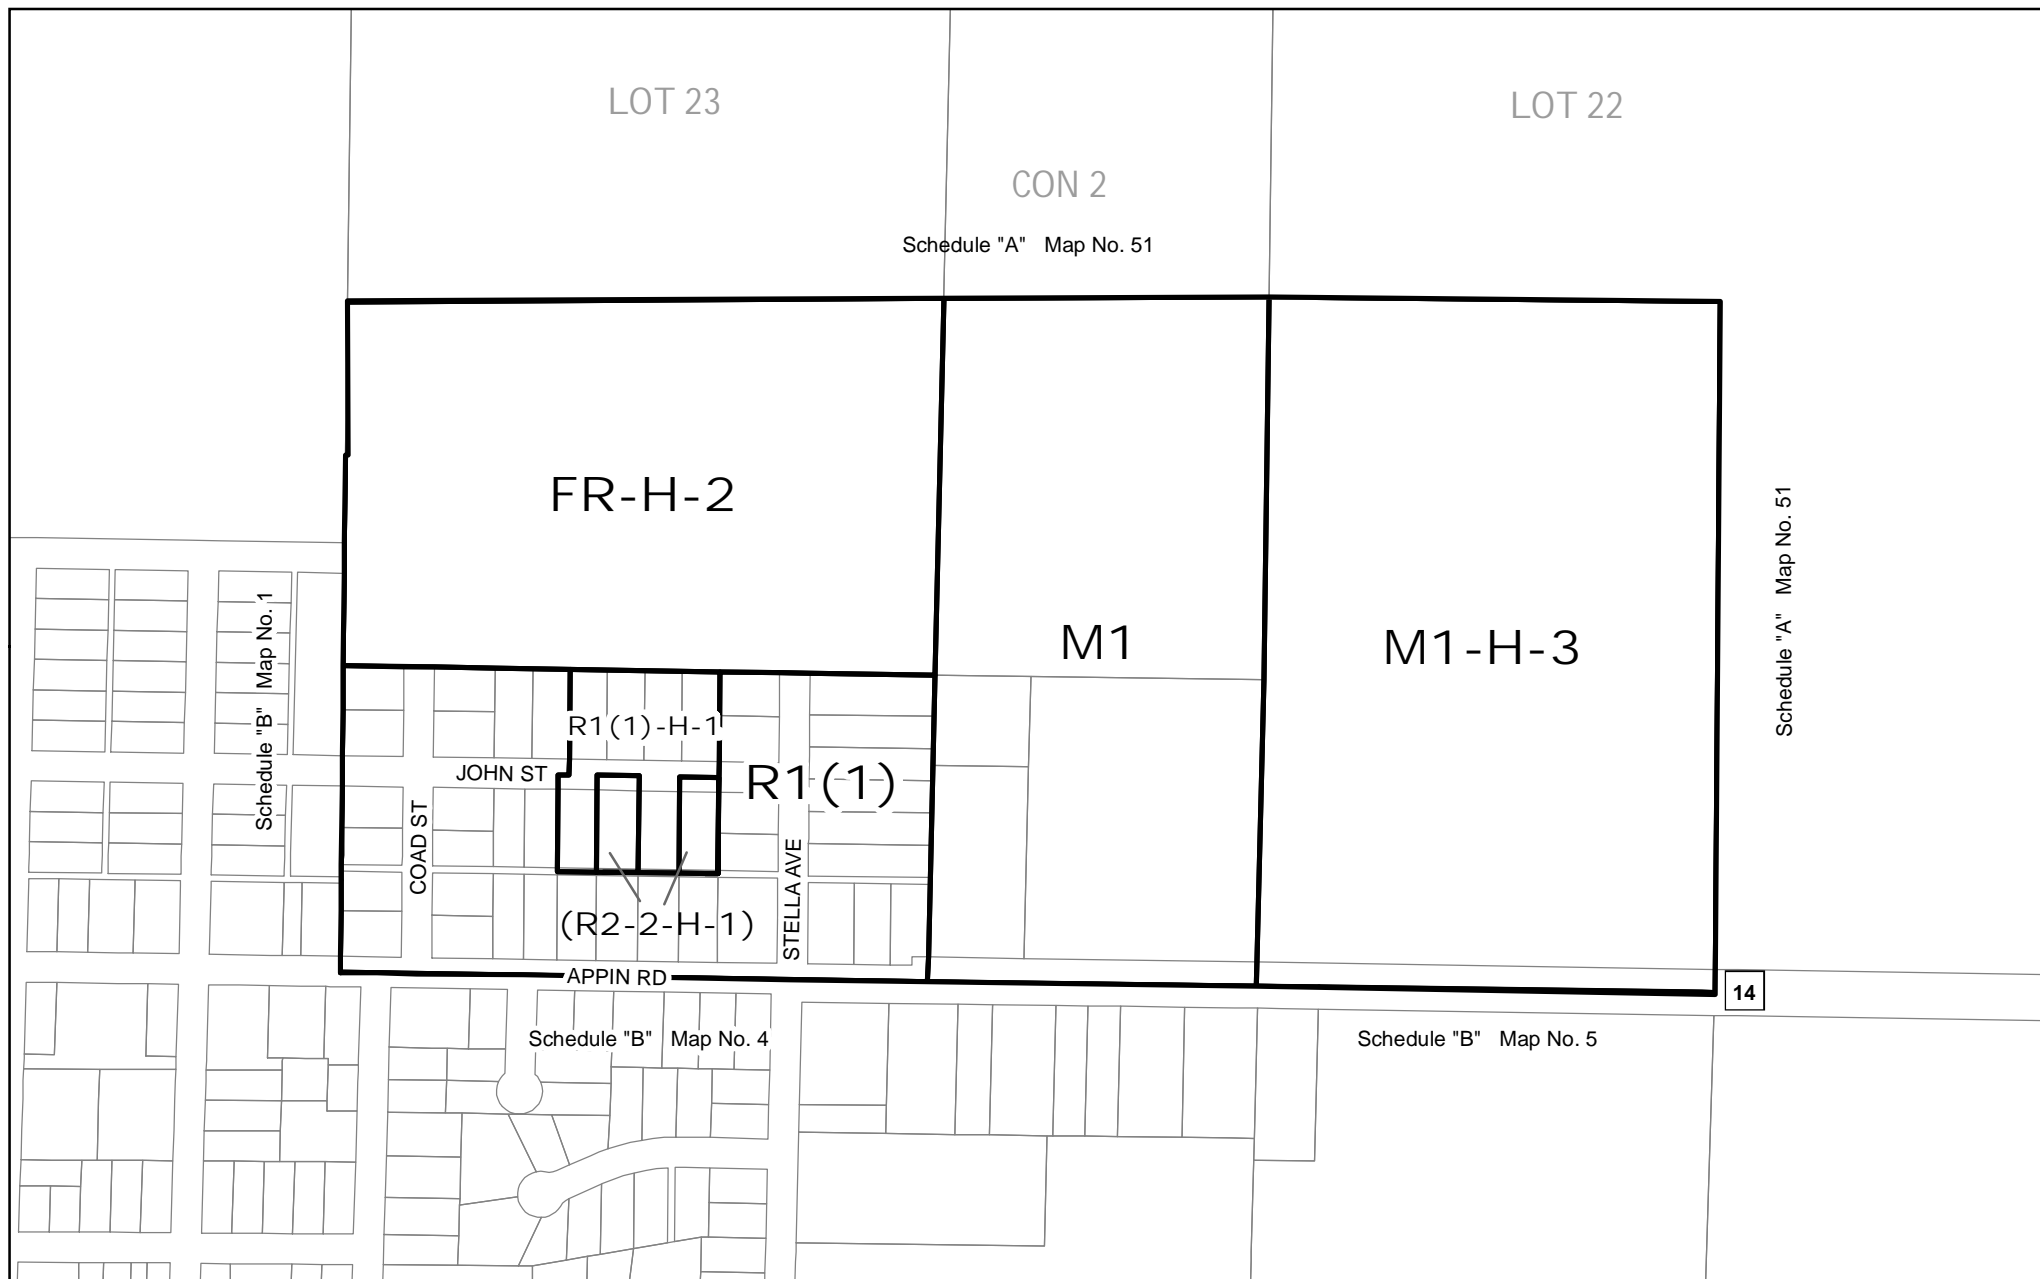 LOT 23
LOT 22
CON 2
Schedule "A" Map No. 51
FR-H-2
Schedule "A" Map No. 51
M1
M1-H-3
Schedule "B" Map No. 1
R1(1)-H-1
JOHN ST
R1(1)
COAD ST
STELLA AVE
(R2-2-H-1)
APPIN RD
14
Schedule "B" Map No. 4
Schedule "B" Map No. 5